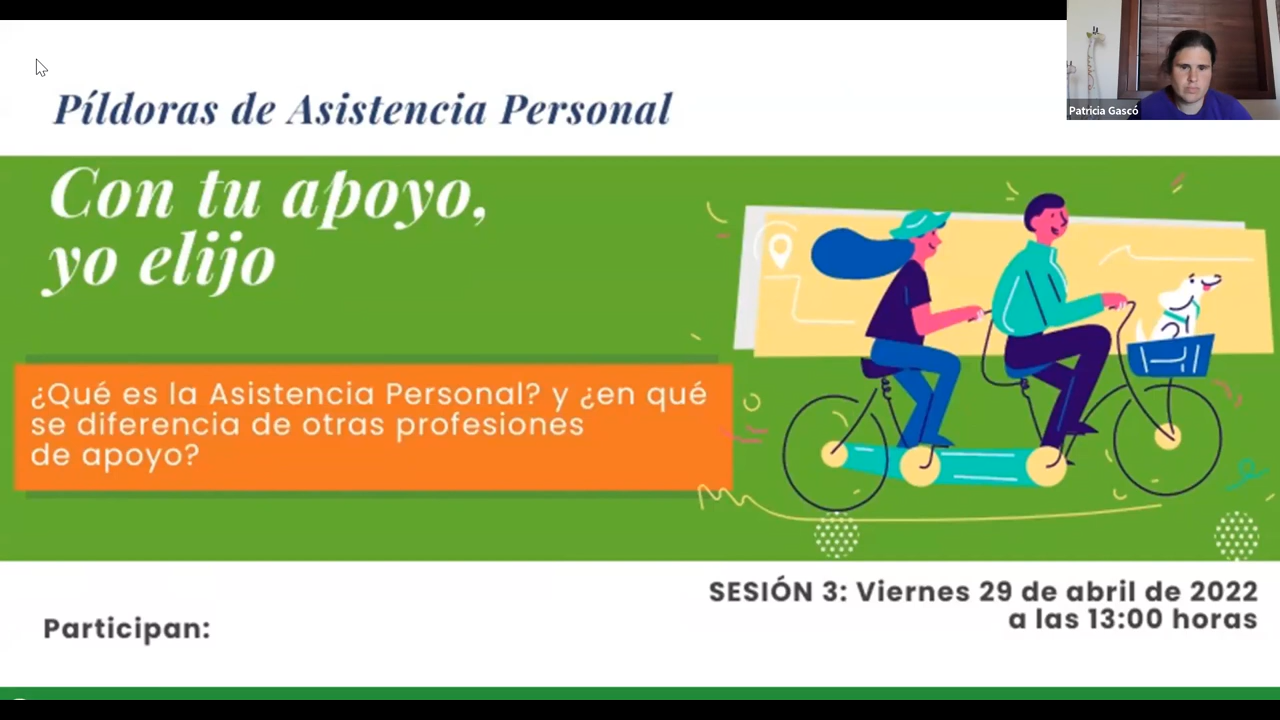 Patricia Gascó
Píldoras de Asistencia Personal
Con tu apoyo,
yo elijo
¿Qué es la Asistencia Personal? y ¿en qué
se diferencia de otras profesiones
de apoyo?
SESIÓN 3: Viernes 29 de abril de 2022
a las 13:00 horas
Participan: